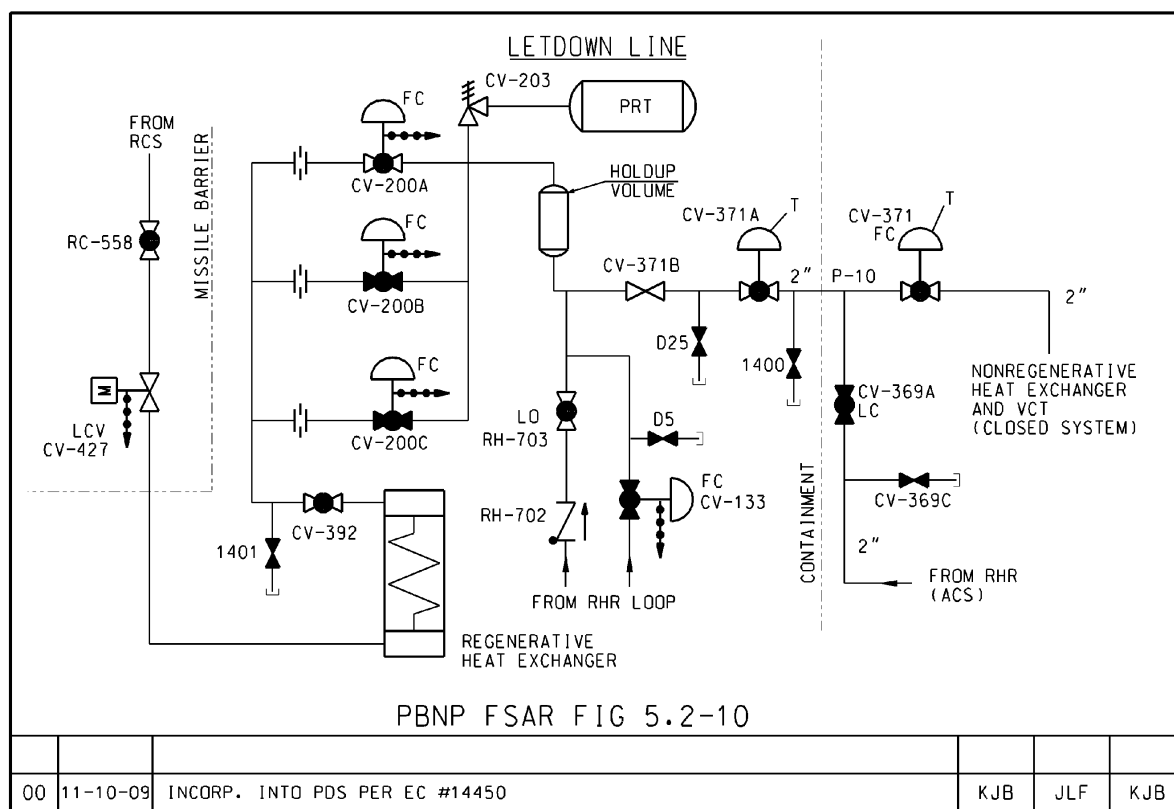 LETDOWN LINE
CV-203
PRT
FC
FROM
RCS
MISSILE BARRIER
CV-200A
HOLDUP
VOLUME
CV-371A
T
CV-371
FC
T
RC-558
FC
CV-200B
CV-371B
2"
P-10
2"
D25
1400
FC
CV-200C
M
LCV
CV-427
LO
RH-703
D5
CV-369A
LC
NONREGENERATIVE
HEAT EXCHANGER
AND VCT
(CLOSED SYSTEM)
CV-392
1401
RH-702
FC
CV-133
CONTAINMENT
CV-369C
2"
FROM RHR
(ACS)
FROM RHR LOOP
REGENERATIVE
HEAT EXCHANGER
PBNP FSAR FIG 5.2-10
00 11-10-09 INCORP. INTO PDS PER EC #14450 KJB JLF KJB